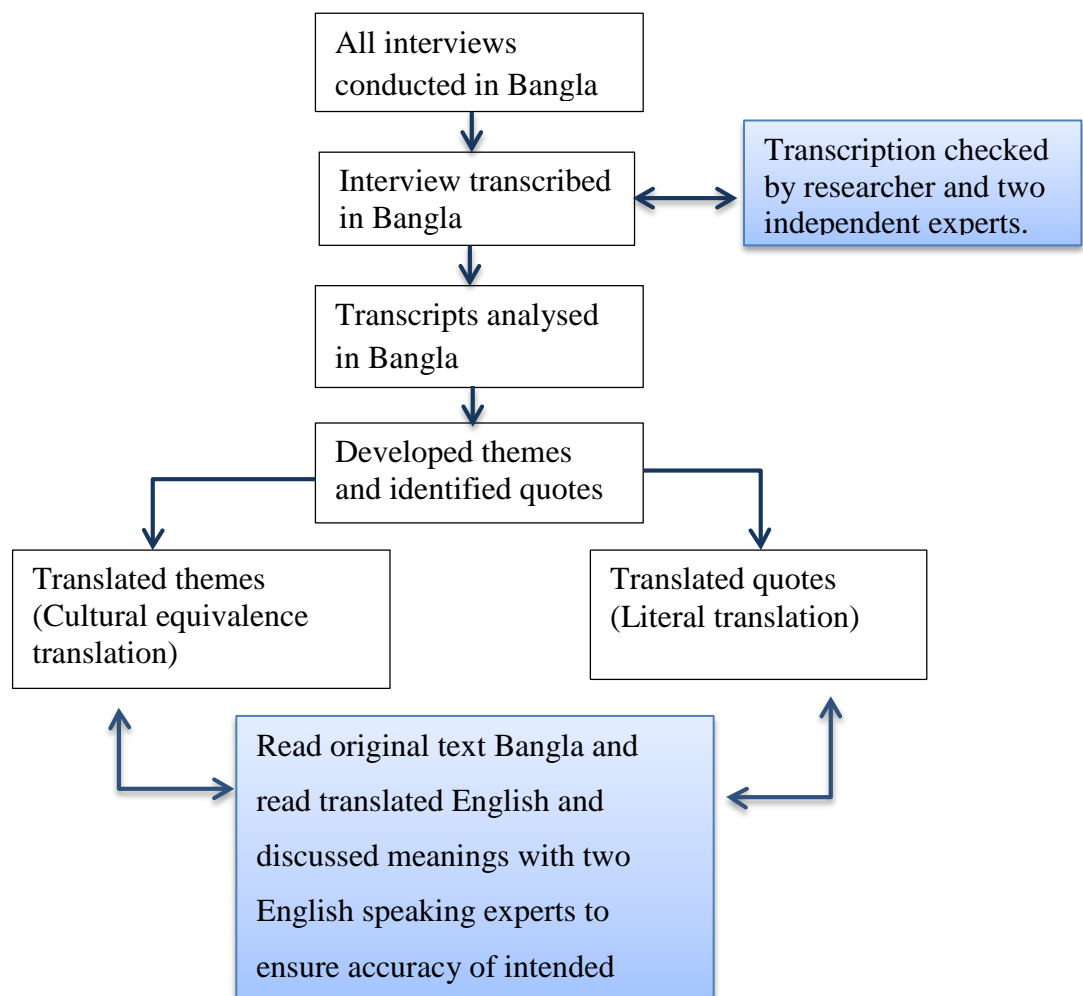 All interviews
conducted in Bangla
Interview transcribed
in Bangla
Transcription checked
by researcher and two
independent experts.
Transcripts analysed
in Bangla
Developed themes
and identified quotes
Translated themes
(Cultural equivalence
translation)
Translated quotes
(Literal translation)
Read original text Bangla and
read translated English and
discussed meanings with two
English speaking experts to
ensure accuracy of intended